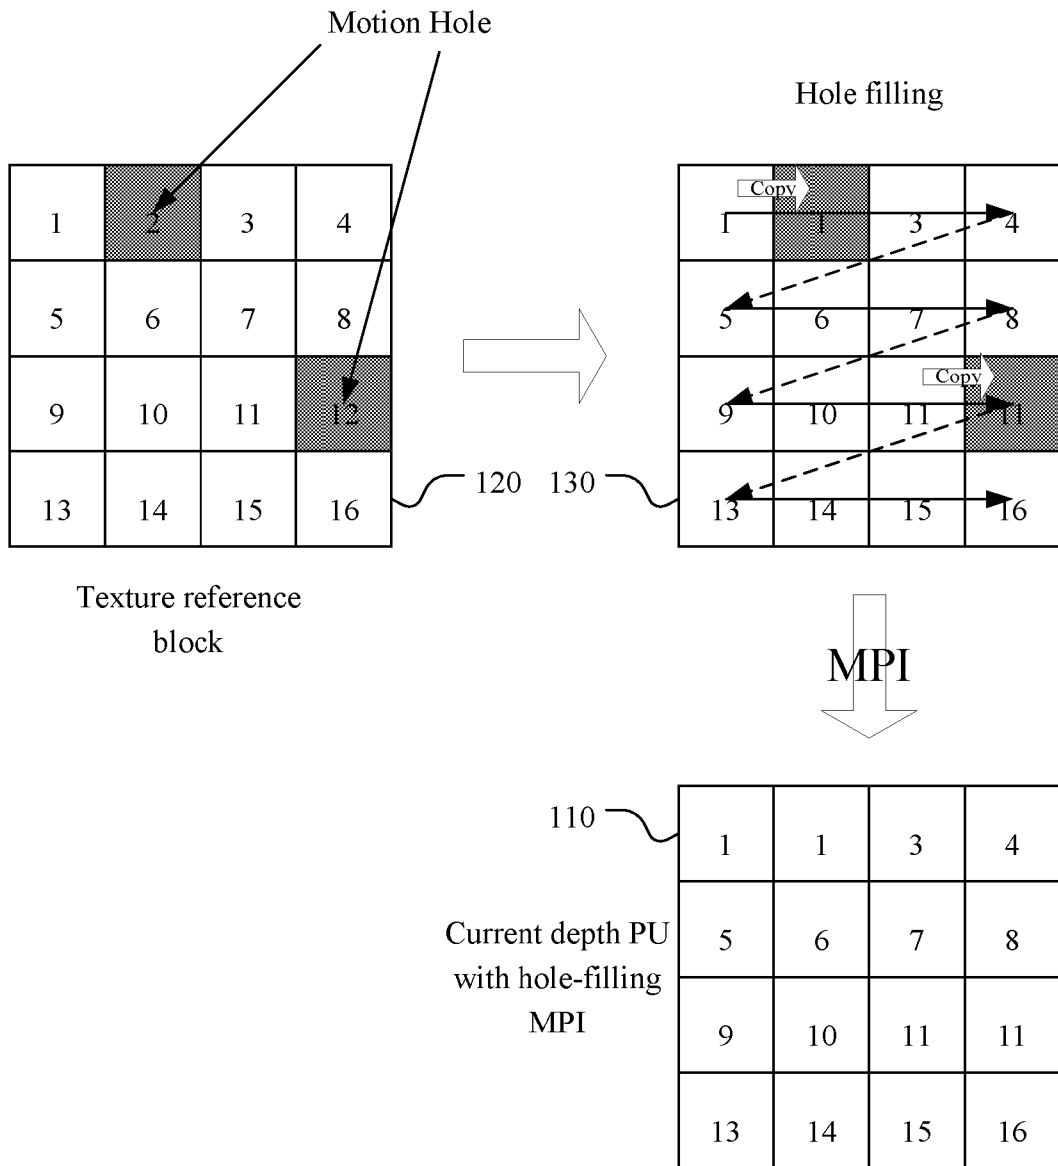 Motion Hole
Hole filling
1 2 3 4
5 6 7 8
9 10 11 12
13 14 15 16
120
Texture reference
block
Copy
1 1 3 4
5 6 7 8
Copy
9 10 11 11
13 14 15 16
130
MPI
110
Current depth PU
with hole-filling
MPI
1 1 3 4
5 6 7 8
9 10 11 11
13 14 15 16